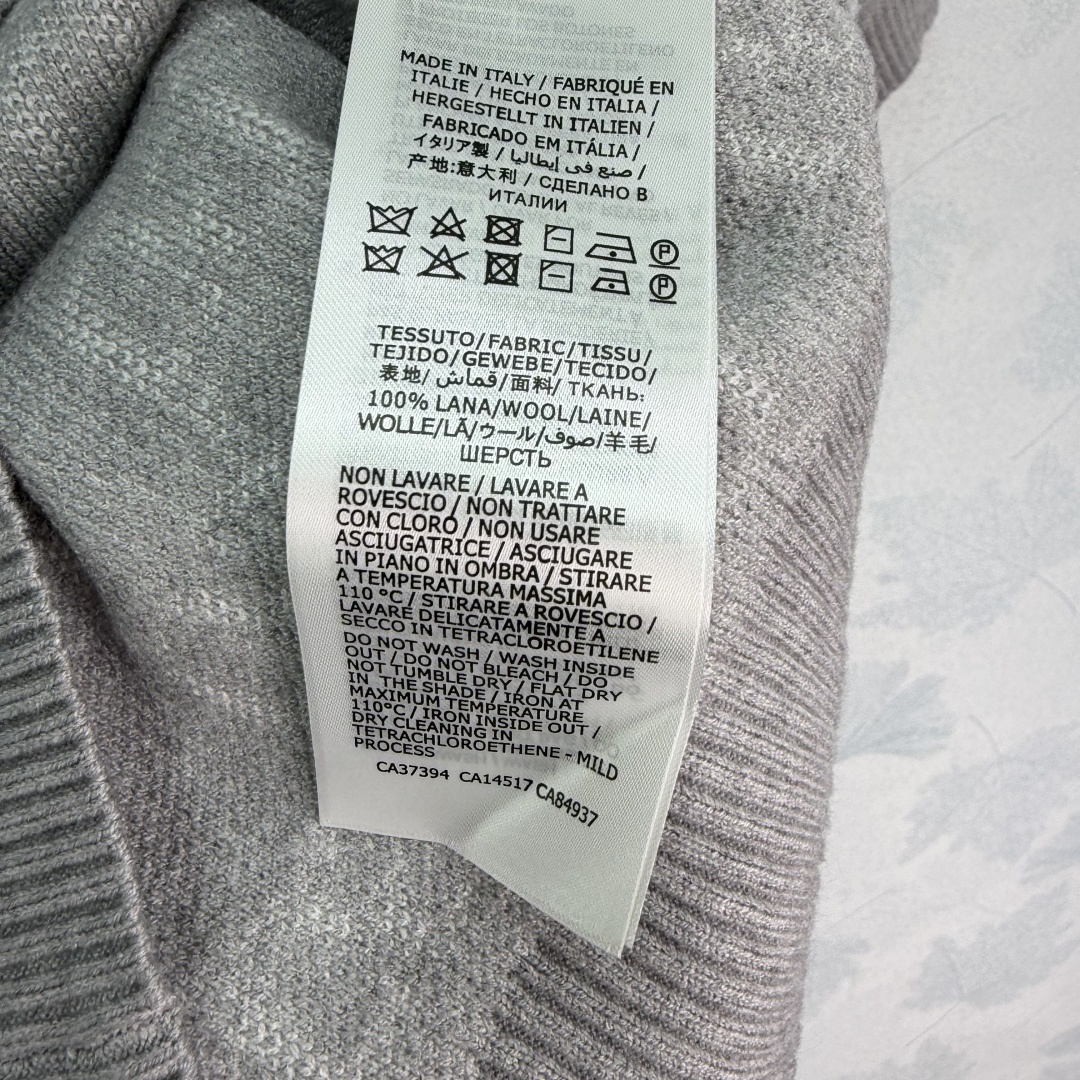 MADE IN ITALY / FABRIQUÉ EN
ITALIE / HECHO EN ITALIA /
HERGESTELLT IN ITALIEN /
FABRICADO EM ITÁLIA /
イタリア製 / صنع في إيطاليا /
产地:意大利 / СДЕЛАНО В
ИТАЛИИ
P
P
TESSUTO/FABRIC/TISSU/
TEJIDO/GEWEBE/TECIDO/
表地/ قماش/面料/ ТКАНЬ:
100% LANA/WOOL/LAINE/
WOLLE/LÃ/ウール/صوف/羊毛/
ШЕРСТЬ
NON LAVARE / LAVARE A
ROVESCIO / NON TRATTARE
CON CLORO / NON USARE
ASCIUGATRICE / ASCIUGARE
IN PIANO IN OMBRA / STIRARE
A TEMPERATURA MASSIMA
110 °C / STIRARE A ROVESCIO /
LAVARE DELICATAMENTE A
SECCO IN TETRACLOROETILENE
DO NOT WASH / WASH INSIDE
OUT / DO NOT BLEACH / DO
NOT TUMBLE DRY / FLAT DRY
IN THE SHADE / IRON AT
MAXIMUM TEMPERATURE
110°C / IRON INSIDE OUT /
DRY CLEANING IN
TETRACHLOROETHENE - MILD
PROCESS
CA37394 CA14517 CA84937